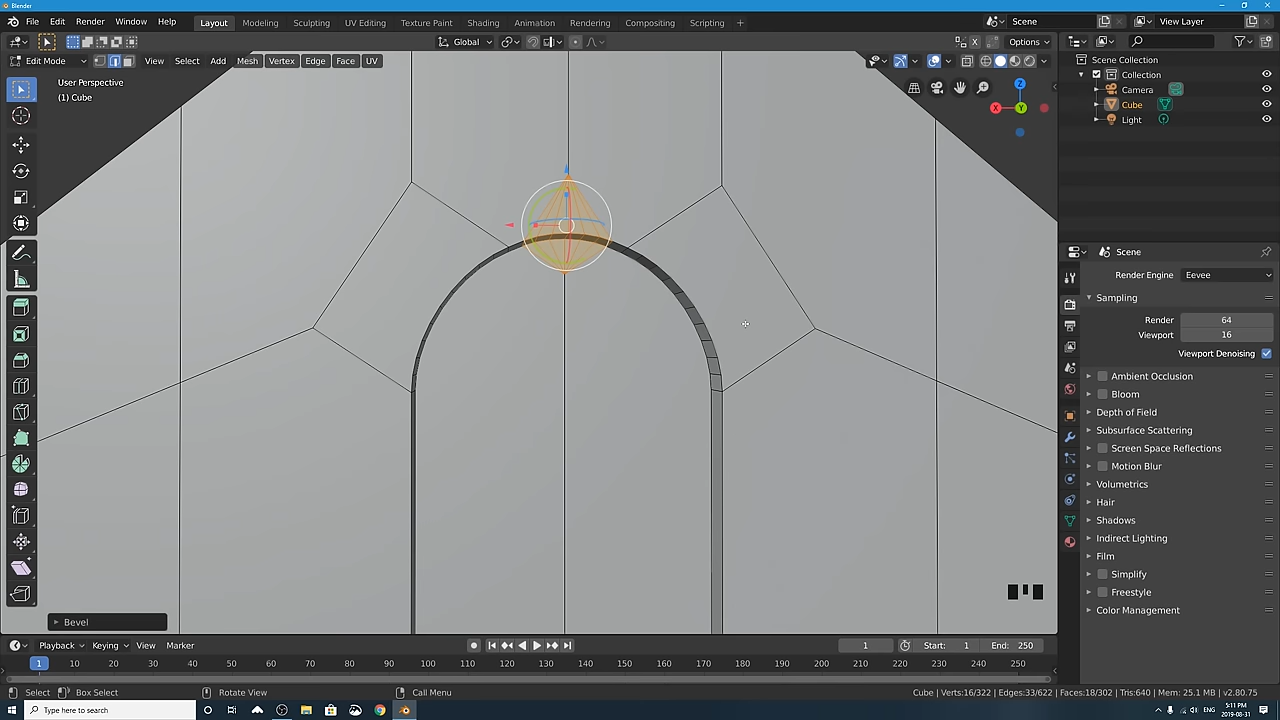 Blender
File Edit Render Window Help Layout Modeling Sculpting UV Editing Texture Paint Shading Animation Rendering Compositing Scripting + Scene View Layer
Global Options
Edit Mode View Select Add Mesh Vertex Edge Face UV
User Perspective
(1) Cube
Z
X
Y
Scene Collection
Collection
Camera
Cube
Light
Scene
Render Engine Eevee
Sampling
Render 64
Viewport 16
Viewport Denoising
Ambient Occlusion
Bloom
Depth of Field
Subsurface Scattering
Screen Space Reflections
Motion Blur
Volumetrics
Hair
Shadows
Indirect Lighting
Film
Simplify
Freestyle
Color Management
Bevel
Playback Keying View Marker 1 Start: 1 End: 250
1 10 20 30 40 50 60 70 80 90 100 110 120 130 140 150 160 170 180 190 200 210 220 230 240 250
Select Box Select Rotate View Call Menu Cube | Verts:16/322 | Edges:33/622 | Faces:18/302 | Tris:640 | Mem: 25.1 MB | v2.80.75
Type here to search ENG 5:11 PM
2019-08-31